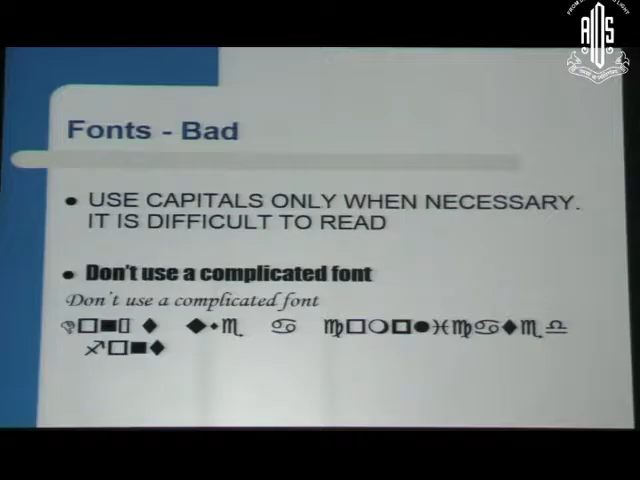 Fonts - Bad
USE CAPITALS ONLY WHEN NECESSARY.
IT IS DIFFICULT TO READ
Don't use a complicated font
Don't use a complicated font